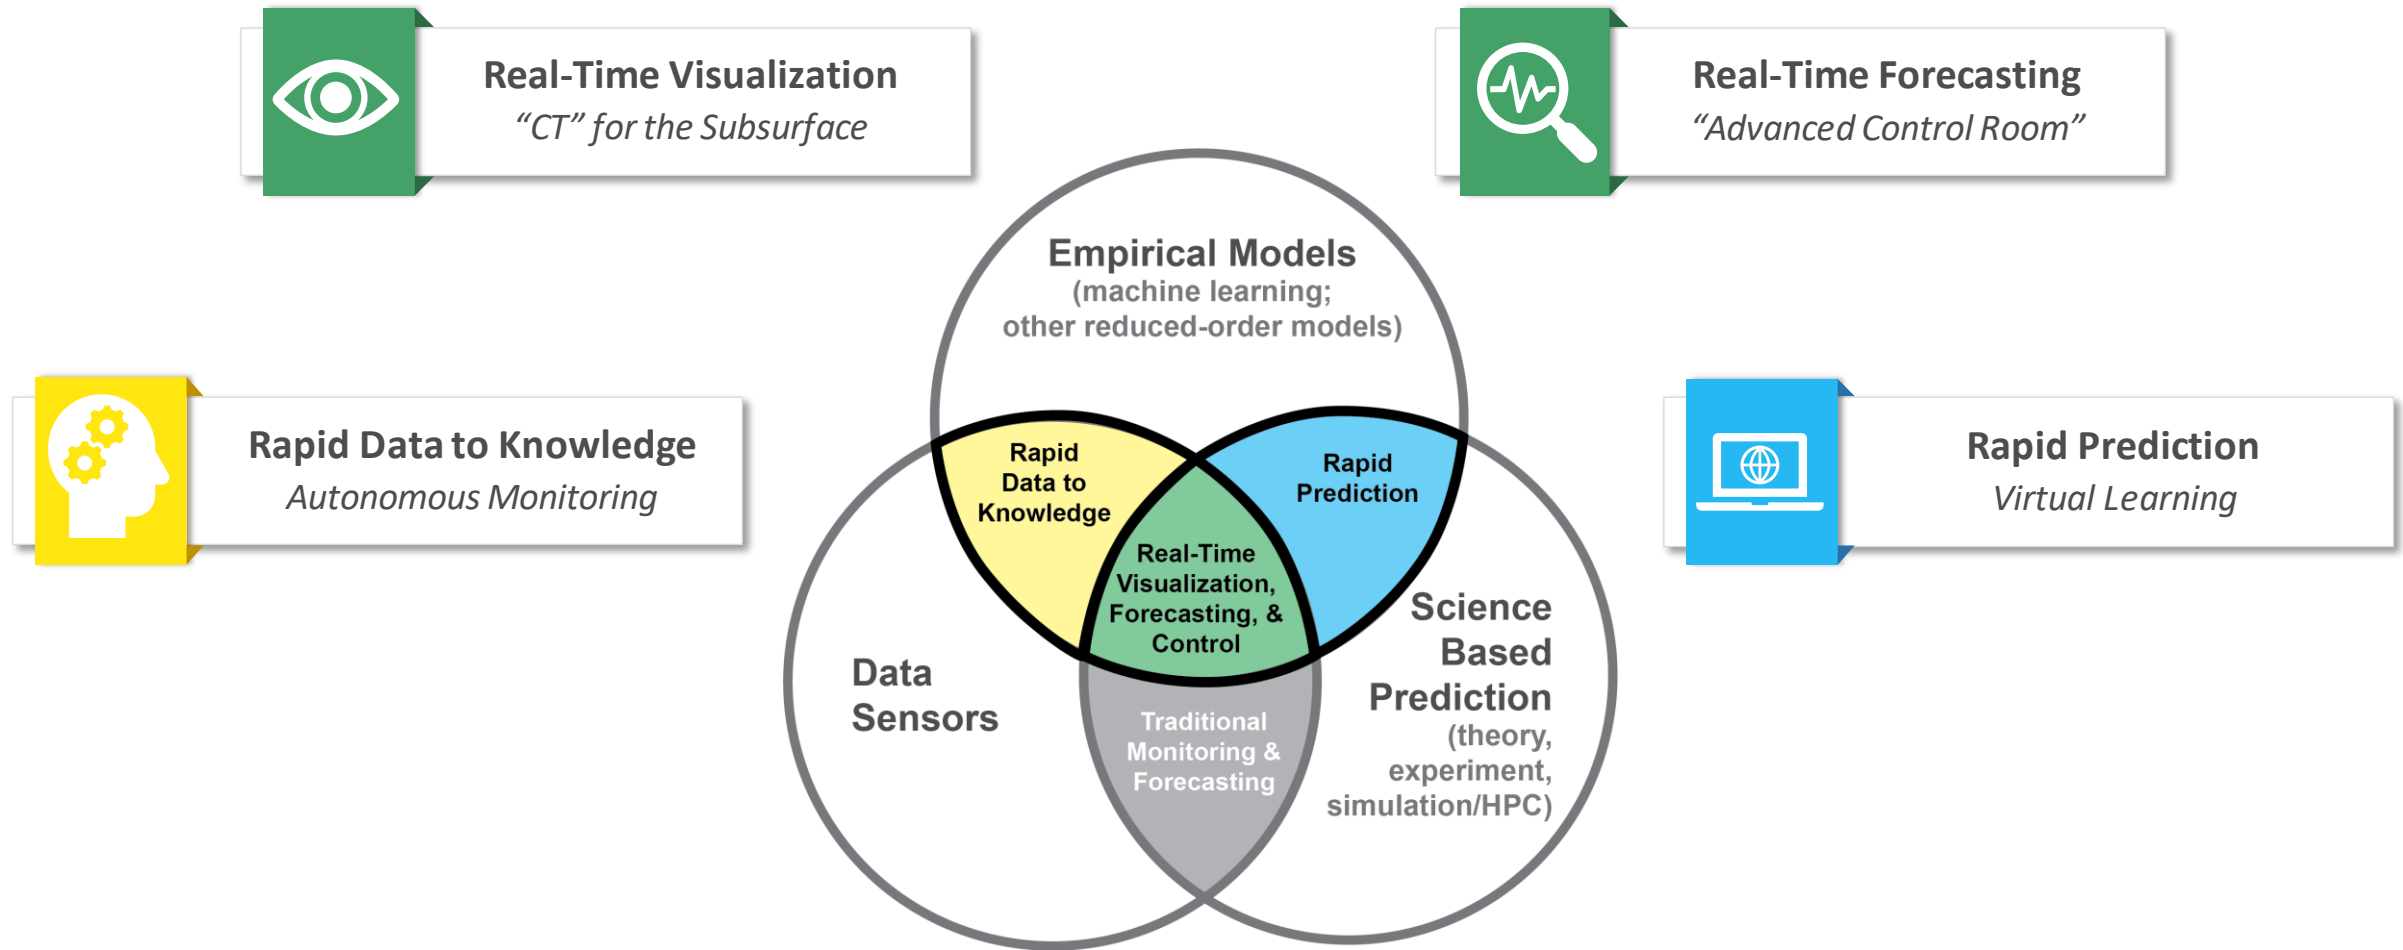 Real-Time Visualization
“CT” for the Subsurface
Real-Time Forecasting
“Advanced Control Room”
Rapid Data to Knowledge
Autonomous Monitoring
Rapid Prediction
Virtual Learning
Empirical Models
(machine learning;
other reduced-order models)
Rapid
Data to
Knowledge
Rapid
Prediction
Real-Time
Visualization,
Forecasting, &
Control
Data
Sensors
Science
Based
Prediction
(theory,
experiment,
simulation/HPC)
Traditional
Monitoring &
Forecasting